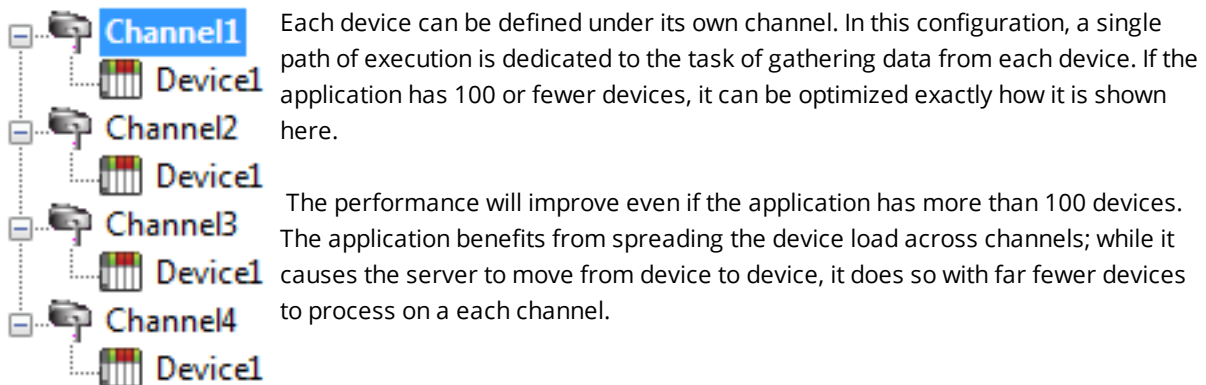 Channel1
Device1
Channel2
Device1
Channel3
Device1
Channel4
Device1
Each device can be defined under its own channel. In this configuration, a single
path of execution is dedicated to the task of gathering data from each device. If the
application has 100 or fewer devices, it can be optimized exactly how it is shown
here.
The performance will improve even if the application has more than 100 devices.
The application benefits from spreading the device load across channels; while it
causes the server to move from device to device, it does so with far fewer devices
to process on a each channel.